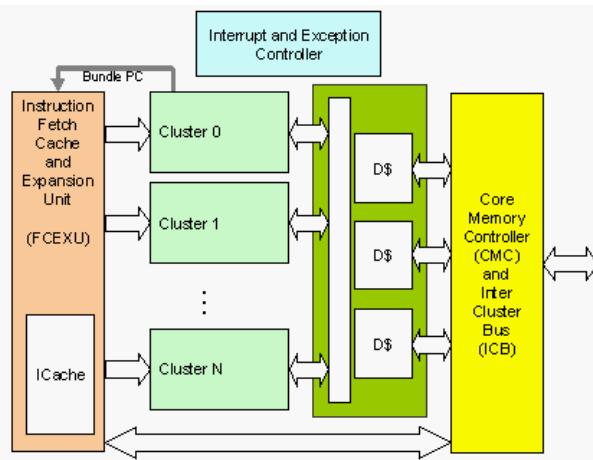 Interrupt and Exception
Controller
Bundle PC
Instruction
Fetch
Cache
and
Expansion
Unit
(FCEXU)
ICache
Cluster 0
Cluster 1
⋮
Cluster N
D$
D$
D$
Core
Memory
Controller
(CMC)
and
Inter
Cluster
Bus
(ICB)